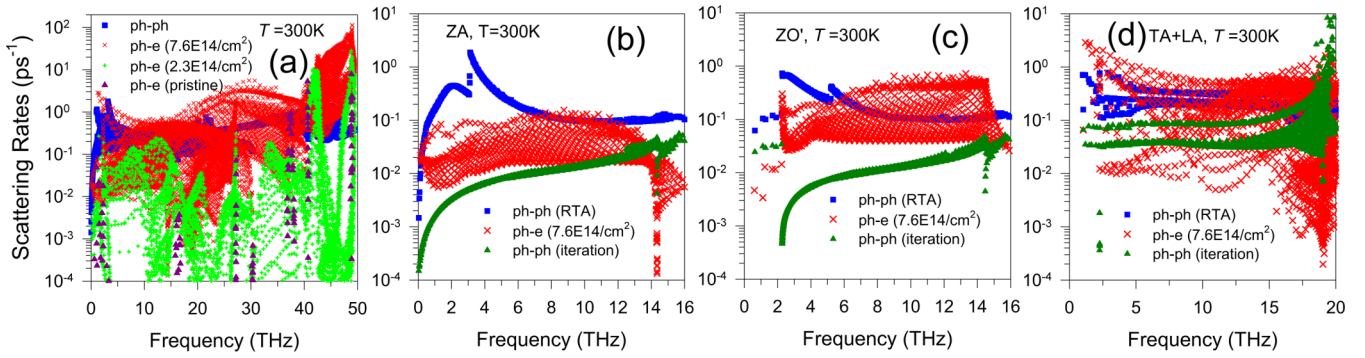 Scattering Rates (ps⁻¹)
10²
10¹
10⁰
10⁻¹
10⁻²
10⁻³
10⁻⁴
ph-ph
ph-e (7.6E14/cm²)
ph-e (2.3E14/cm²)
ph-e (pristine)
T =300K
(a)
0 10 20 30 40 50
Frequency (THz)
10¹
10⁰
10⁻¹
10⁻²
10⁻³
10⁻⁴
ZA, T=300K
(b)
ph-ph (RTA)
ph-e (7.6E14/cm²)
ph-ph (iteration)
0 2 4 6 8 10 12 14 16
Frequency (THz)
10¹
10⁰
10⁻¹
10⁻²
10⁻³
10⁻⁴
ZO', T =300K
(c)
ph-ph (RTA)
ph-e (7.6E14/cm²)
ph-ph (iteration)
0 2 4 6 8 10 12 14 16
Frequency (THz)
10¹
10⁰
10⁻¹
10⁻²
10⁻³
10⁻⁴
(d) TA+LA, T =300K
ph-ph (RTA)
ph-e (7.6E14/cm²)
ph-ph (iteration)
0 5 10 15 20
Frequency (THz)